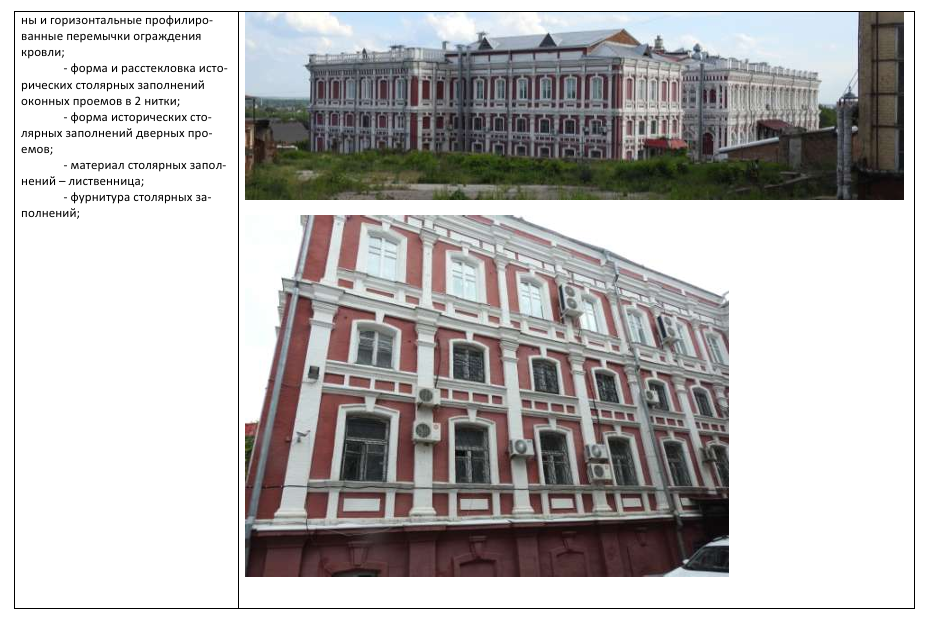 ны и горизонтальные профилиро-
ванные перемычки ограждения
кровли;
- форма и расстекловка исто-
рических столярных заполнений
оконных проемов в 2 нитки;
- форма исторических сто-
лярных заполнений дверных про-
емов;
- материал столярных запол-
нений – лиственница;
- фурнитура столярных за-
полнений;